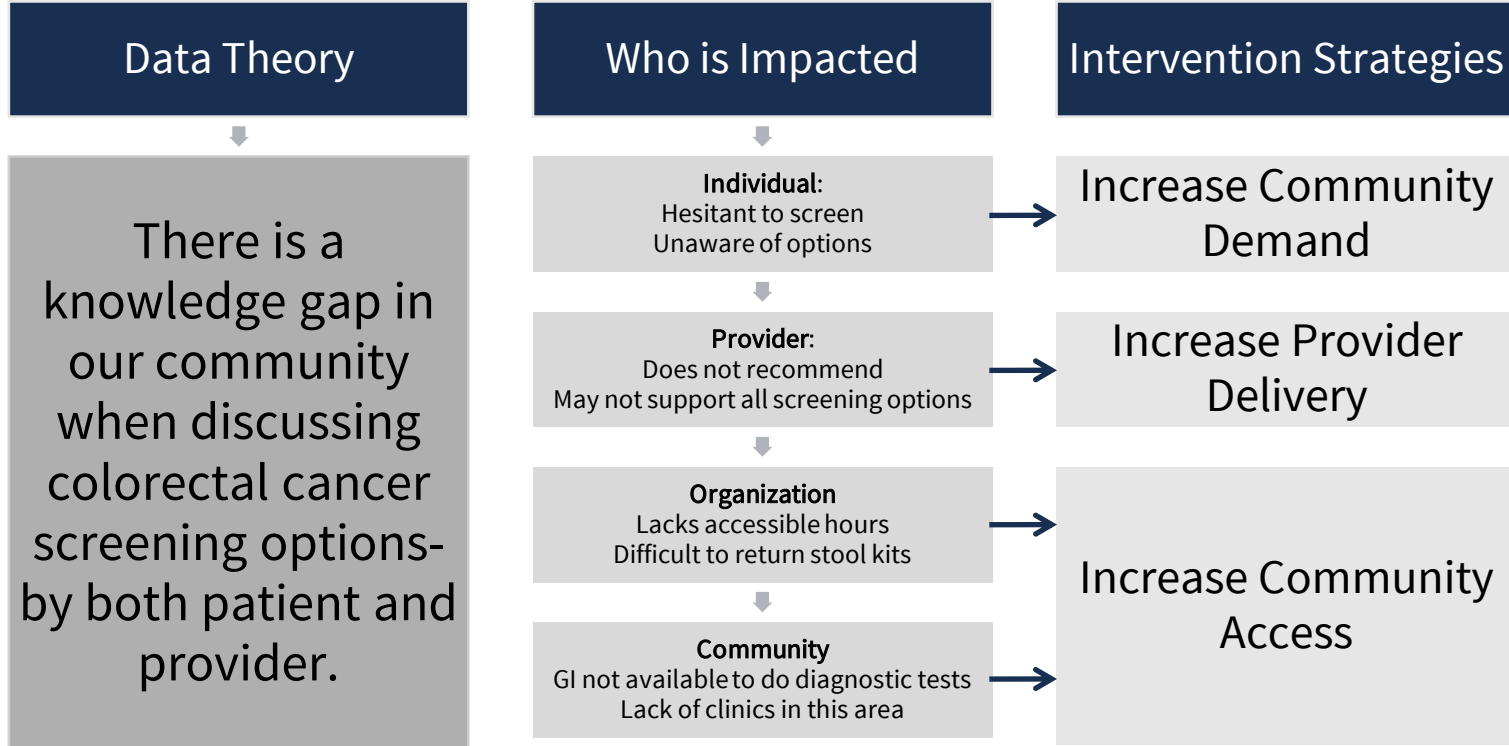 Data Theory
There is a
knowledge gap in
our community
when discussing
colorectal cancer
screening options-
by both patient and
provider.
Who is Impacted
Individual:
Hesitant to screen
Unaware of options
Provider:
Does not recommend
May not support all screening options
Organization
Lacks accessible hours
Difficult to return stool kits
Community
GI not available to do diagnostic tests
Lack of clinics in this area
Intervention Strategies
Increase Community
Demand
Increase Provider
Delivery
Increase Community
Access